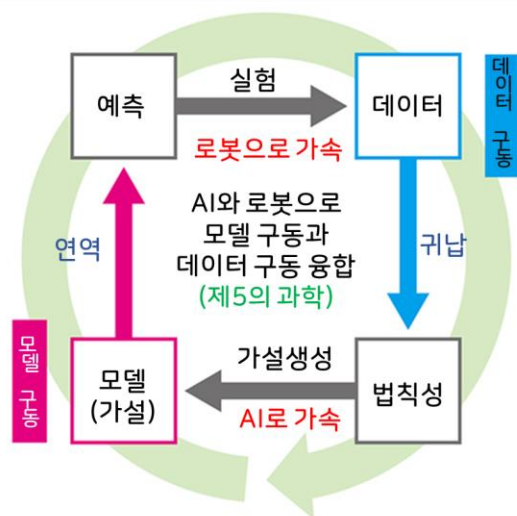 예측
실험
로봇으로 가속
데이터
데이터 구동
연역
AI와 로봇으로
모델 구동과
데이터 구동 융합
(제5의 과학)
귀납
모델 구동
모델
(가설)
가설생성
AI로 가속
법칙성